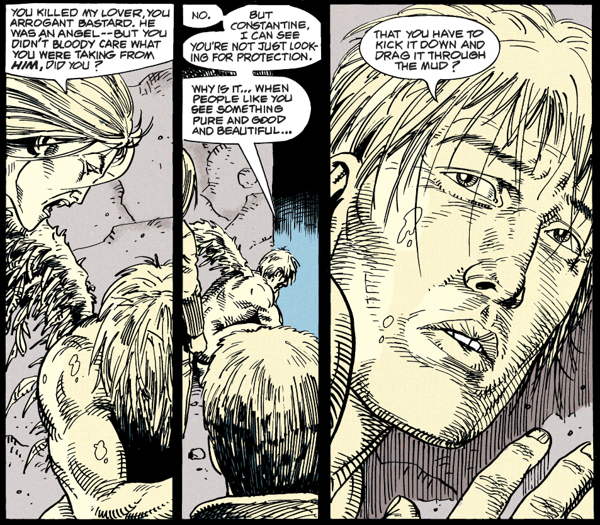 YOU KILLED MY LOVER, YOU
ARROGANT BASTARD. HE
WAS AN ANGEL--BUT YOU
DIDN'T BLOODY CARE WHAT
YOU WERE TAKING FROM
HIM, DID YOU?
NO.
BUT
CONSTANTINE,
I CAN SEE
YOU'RE NOT JUST LOOK-
ING FOR PROTECTION.
WHY IS IT... WHEN
PEOPLE LIKE YOU
SEE SOMETHING
PURE AND GOOD
AND BEAUTIFUL...
THAT YOU HAVE TO
KICK IT DOWN AND
DRAG IT THROUGH
THE MUD?